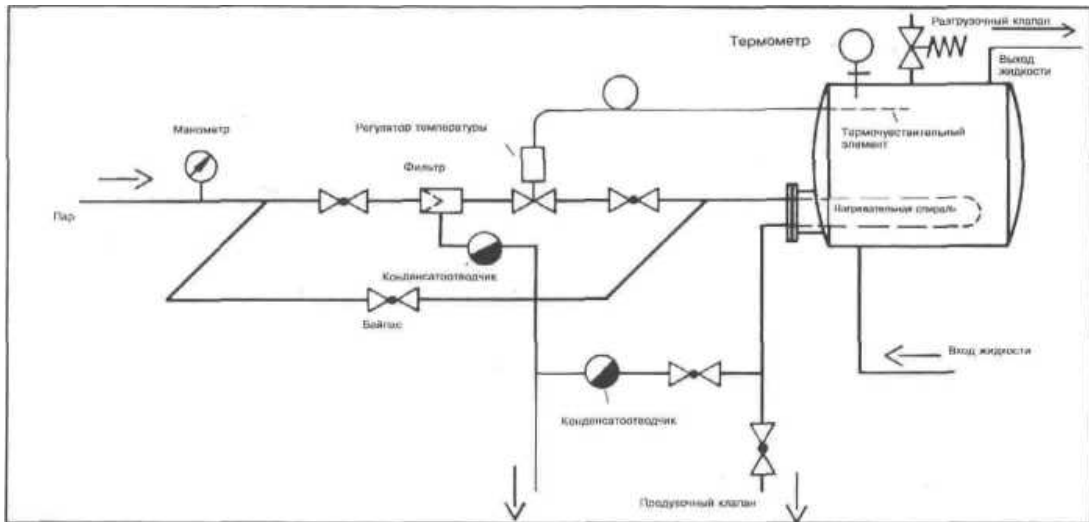 Разгрузочный клапан
Термометр
Выход
жидкости
Манометр
Регулятор температуры
Термочувствительный
элемент
Фильтр
Пар
Нагревательная спираль
Конденсатоотводчик
Байпас
Вход жидкости
Конденсатоотводчик
Продувочный клапан